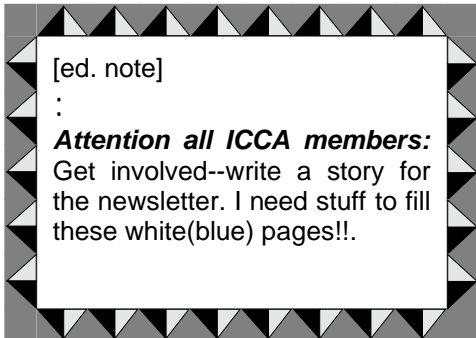 [ed. note]
:
Attention all ICCA members:
Get involved--write a story for
the newsletter. I need stuff to fill
these white(blue) pages!!.